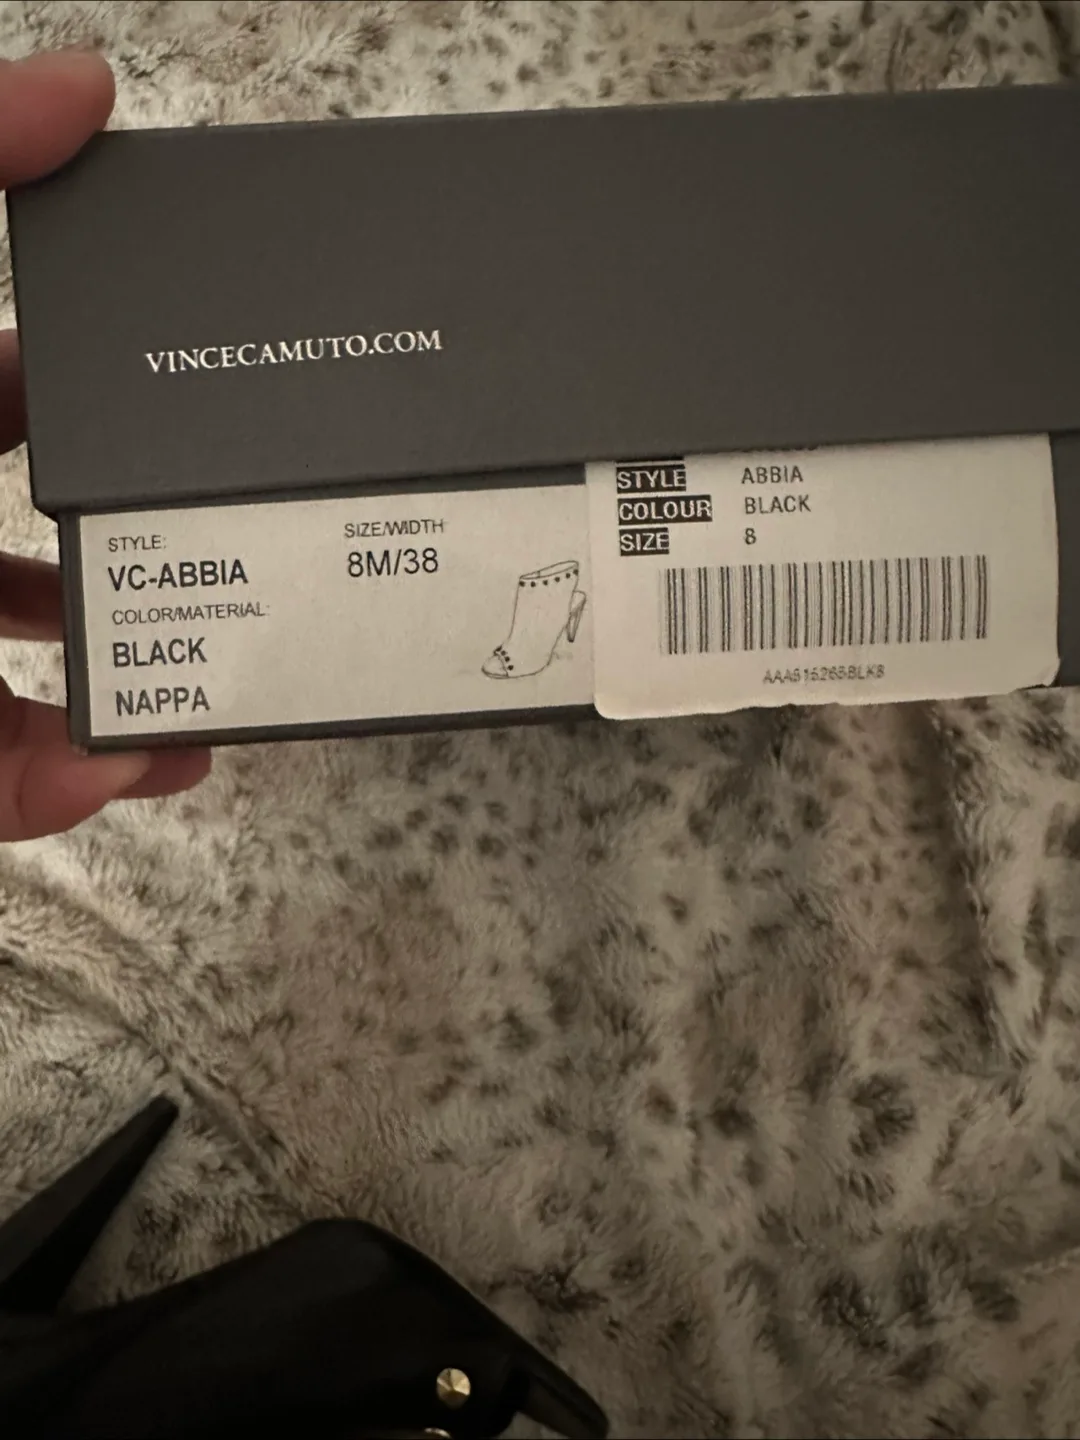 VINCECAMUTO.COM
STYLE:
VC-ABBIA
SIZE/WIDTH
8M/38
COLOR/MATERIAL:
BLACK
NAPPA
STYLE ABBIA
COLOUR BLACK
SIZE 8